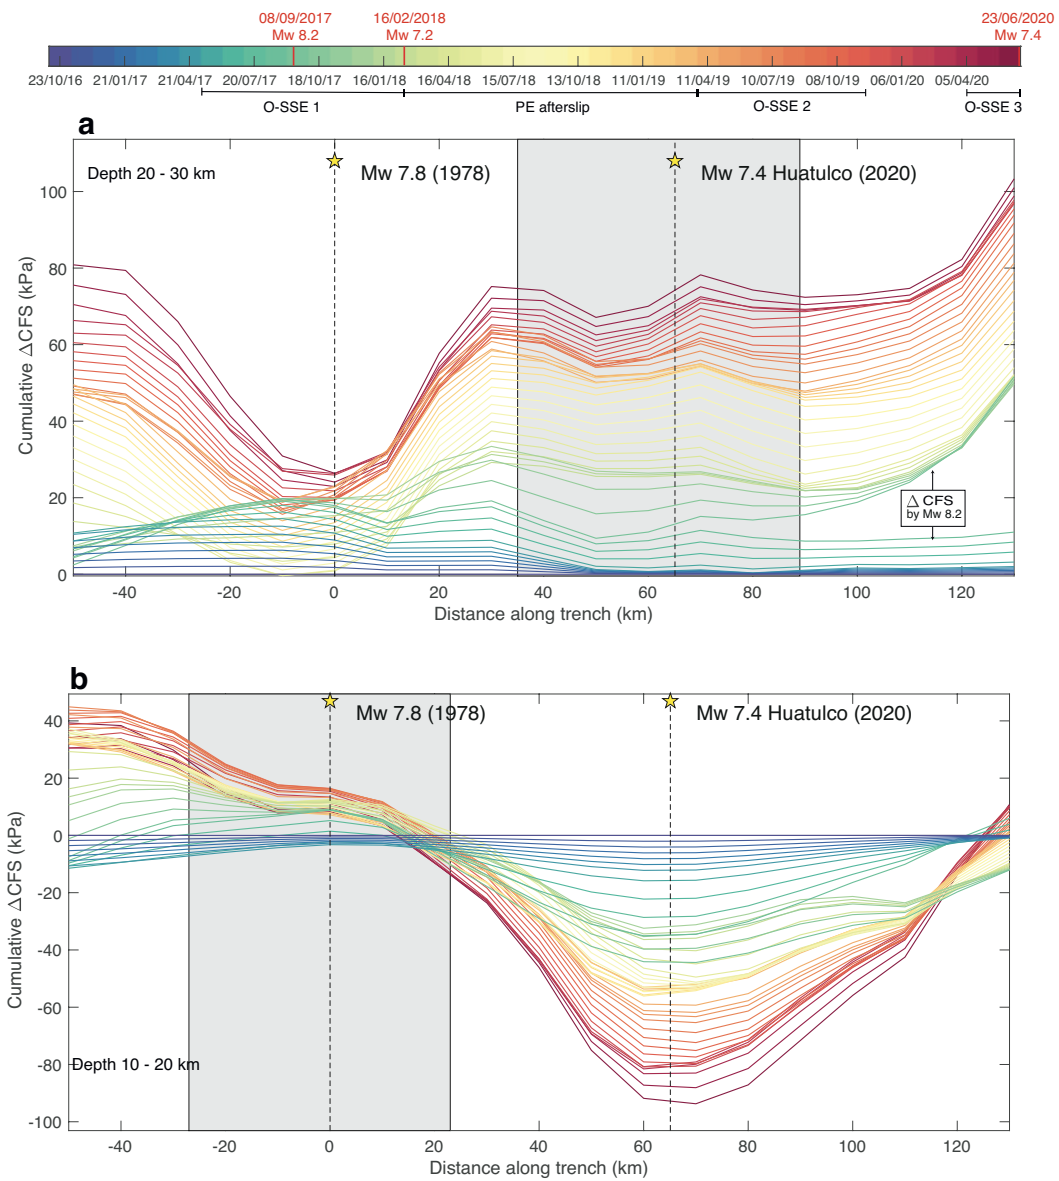 08/09/2017 16/02/2018 23/06/2020
Mw 8.2 Mw 7.2 Mw 7.4
23/10/16 21/01/17 21/04/17 20/07/17 18/10/17 16/01/18 16/04/18 15/07/18 13/10/18 11/01/19 11/04/19 10/07/19 08/10/19 06/01/20 05/04/20
O-SSE 1 PE afterslip O-SSE 2 O-SSE 3
a
Depth 20 - 30 km
Mw 7.8 (1978) Mw 7.4 Huatulco (2020)
100
80
60
40
20
0
Cumulative ΔCFS (kPa)
Δ CFS
by Mw 8.2
-40 -20 0 20 40 60 80 100 120
Distance along trench (km)
b
Mw 7.8 (1978) Mw 7.4 Huatulco (2020)
40
20
0
-20
-40
-60
-80
-100
Cumulative ΔCFS (kPa)
Depth 10 - 20 km
-40 -20 0 20 40 60 80 100 120
Distance along trench (km)